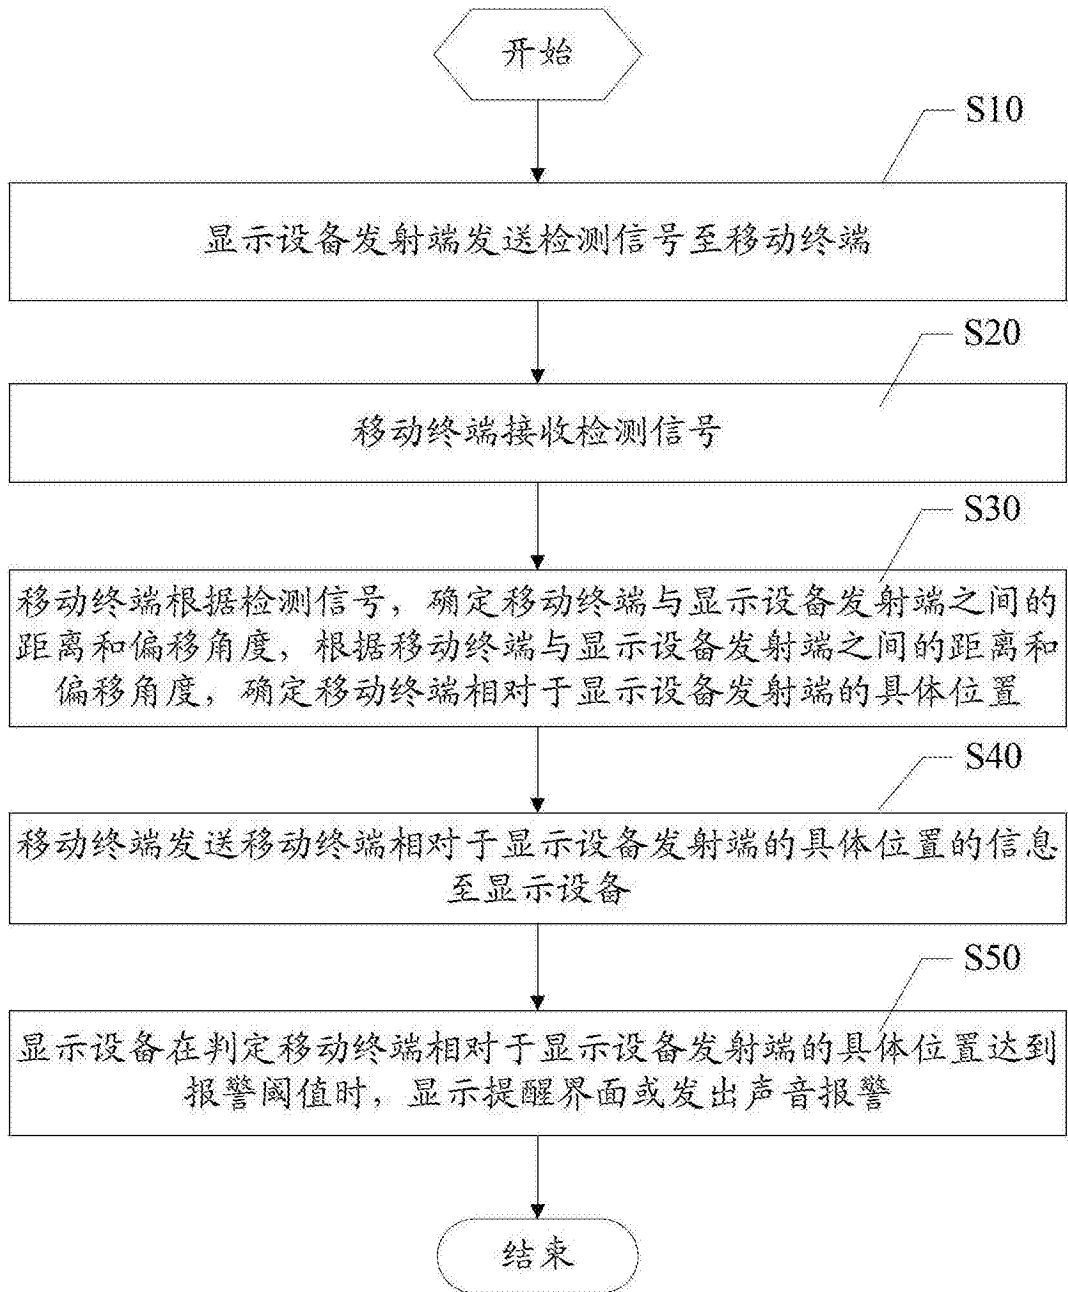 开始
S10
显示设备发射端发送检测信号至移动终端
S20
移动终端接收检测信号
S30
移动终端根据检测信号，确定移动终端与显示设备发射端之间的
距离和偏移角度，根据移动终端与显示设备发射端之间的距离和
偏移角度，确定移动终端相对于显示设备发射端的具体位置
S40
移动终端发送移动终端相对于显示设备发射端的具体位置的信息
至显示设备
S50
显示设备在判定移动终端相对于显示设备发射端的具体位置达到
报警阈值时，显示提醒界面或发出声音报警
结束